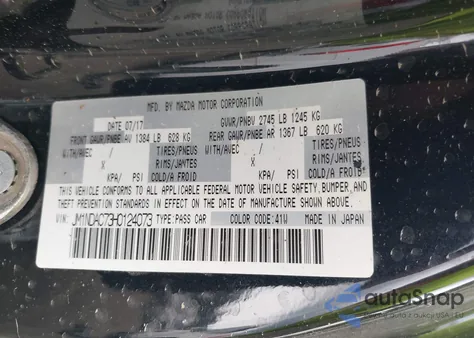 MFD. BY MAZDA MOTOR CORPORATION
DATE 07/17 GVWR/PNBV 2745 LB 1245 KG
FRONT GAWR/PNBE AV 1384 LB 628 KG REAR GAWR/PNBE AR 1367 LB 620 KG
WITH/AVEC / TIRES/PNEUS WITH/AVEC / TIRES/PNEUS
X RIMS/JANTES X RIMS/JANTES
KPA/ PSI COLD/A FROID KPA/ PSI COLD/A FROID
THIS VEHICLE CONFORMS TO ALL APPLICABLE FEDERAL MOTOR VEHICLE SAFETY, BUMPER, AND
THEFT PREVENTION STANDARDS IN EFFECT ON THE DATE OF MANUFACTURE SHOWN ABOVE.
VIN: JM1NDAC73H0124073 TYPE: PASS CAR COLOR CODE: 41W MADE IN JAPAN
autoSnap